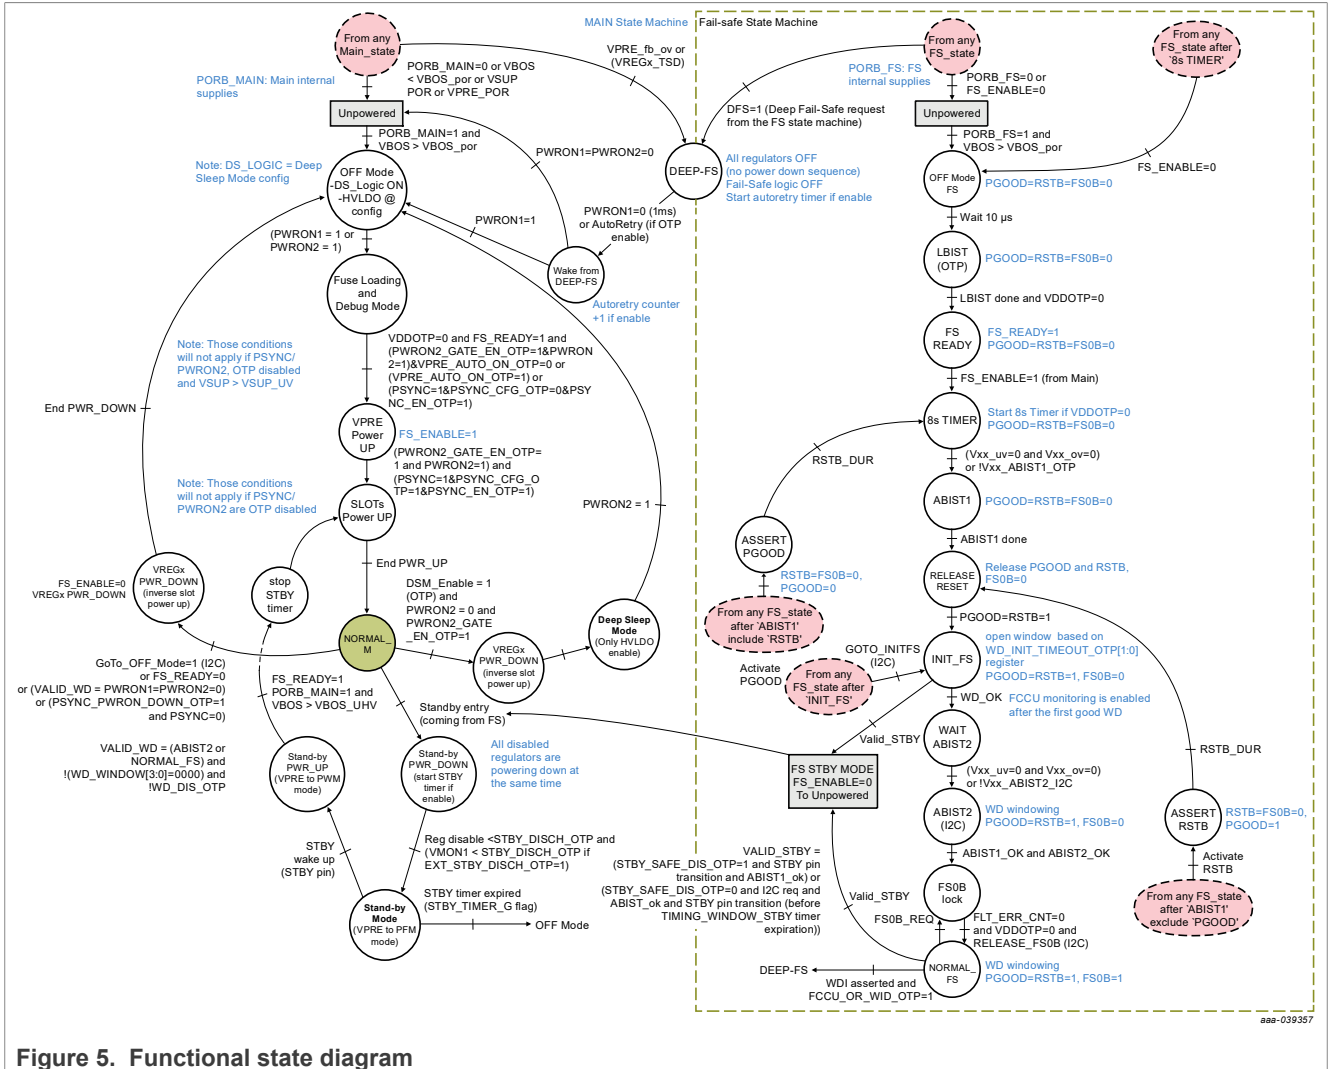 MAIN State Machine
Fail-safe State Machine
From any
Main_state
VPRE_fb_ov or
(VREGx_TSD)
PORB_MAIN=0 or VBOS
< VBOS_por or VSUP
POR or VPRE_POR
PORB_MAIN: Main internal
supplies
Unpowered
PORB_MAIN=1 and
VBOS > VBOS_por
PWRON1=PWRON2=0
Note: DS_LOGIC = Deep
Sleep Mode config
OFF Mode
-DS_Logic ON
-HVLDO @
config
(PWRON1 = 1 or
PWRON2 = 1)
PWRON1=1
DEEP-FS
All regulators OFF
(no power down sequence)
Fail-Safe logic OFF
Start autoretry timer if enable
DFS=1 (Deep Fail-Safe request
from the FS state machine)
PWRON1=0 (1ms)
or AutoRetry (if OTP
enable)
Wake from
DEEP-FS
Autoretry counter
+1 if enable
Fuse Loading
and
Debug Mode
VDDOTP=0 and FS_READY=1 and
(PWRON2_GATE_EN_OTP=1&PWRON
2=1)&VPRE_AUTO_ON_OTP=0 or
(VPRE_AUTO_ON_OTP=1) or
(PSYNC=1&PSYNC_CFG_OTP=0&PSY
NC_EN_OTP=1)
Note: Those conditions
will not apply if PSYNC/
PWRON2, OTP disabled
and VSUP > VSUP_UV
End PWR_DOWN
VPRE
Power
UP
FS_ENABLE=1
(PWRON2_GATE_EN_OTP=
1 and PWRON2=1) and
(PSYNC=1&PSYNC_CFG_O
TP=1&PSYNC_EN_OTP=1)
Note: Those conditions
will not apply if PSYNC/
PWRON2 are OTP disabled
SLOTs
Power UP
PWRON2 = 1
End PWR_UP
FS_ENABLE=0
VREGx PWR_DOWN
VREGx
PWR_DOWN
(inverse slot
power up)
stop
STBY
timer
DSM_Enable = 1
(OTP) and
PWRON2 = 0 and
PWRON2_GATE
_EN_OTP=1
NORMAL_
M
VREGx
PWR_DOWN
(inverse slot
power up)
Deep Sleep
Mode
(Only HVLDO
enable)
GoTo_OFF_Mode=1 (I2C)
or FS_READY=0
or (VALID_WD = PWRON1=PWRON2=0)
or (PSYNC_PWRON_DOWN_OTP=1
and PSYNC=0)
FS_READY=1
PORB_MAIN=1 and
VBOS > VBOS_UHV
Standby entry
(coming from FS)
VALID_WD = (ABIST2 or
NORMAL_FS) and
!(WD_WINDOW[3:0]=0000) and
!WD_DIS_OTP
Stand-by
PWR_UP
(VPRE to PWM
mode)
Stand-by
PWR_DOWN
(start STBY
timer if
enable)
All disabled
regulators are
powering down at
the same time
STBY
wake up
(STBY pin)
Reg disable <STBY_DISCH_OTP and
(VMON1 < STBY_DISCH_OTP if
EXT_STBY_DISCH_OTP=1)
STBY timer expired
(STBY_TIMER_G flag)
Stand-by
Mode
(VPRE to PFM
mode)
OFF Mode
From any
FS_state
From any
FS_state after
'8s TIMER'
PORB_FS: FS
internal supplies
PORB_FS=0 or
FS_ENABLE=0
Unpowered
PORB_FS=1 and
VBOS > VBOS_por
FS_ENABLE=0
OFF Mode
FS
PGOOD=RSTB=FS0B=0
Wait 10 µs
LBIST
(OTP)
PGOOD=RSTB=FS0B=0
LBIST done and VDDOTP=0
FS
READY
FS_READY=1
PGOOD=RSTB=FS0B=0
FS_ENABLE=1 (from Main)
8s TIMER
Start 8s Timer if VDDOTP=0
PGOOD=RSTB=FS0B=0
RSTB_DUR
(Vxx_uv=0 and Vxx_ov=0)
or !Vxx_ABIST1_OTP
ABIST1
PGOOD=RSTB=FS0B=0
ASSERT
PGOOD
ABIST1 done
RSTB=FS0B=0,
PGOOD=0
RELEASE
RESET
Release PGOOD and RSTB,
FS0B=0
From any FS_state
after 'ABIST1'
include 'RSTB'
PGOOD=RSTB=1
INIT_FS
open window based on
WD_INIT_TIMEOUT_OTP[1:0]
register
PGOOD=RSTB=1, FS0B=0
GOTO_INITFS
(I2C)
Activate
PGOOD
From any
FS_state after
'INIT_FS'
WD_OK
FCCU monitoring is enabled
after the first good WD
WAIT
ABIST2
Valid_STBY
RSTB_DUR
FS STBY MODE
FS_ENABLE=0
To Unpowered
(Vxx_uv=0 and Vxx_ov=0)
or !Vxx_ABIST2_I2C
ABIST2
(I2C)
WD windowing
PGOOD=RSTB=1, FS0B=0
ASSERT
RSTB
RSTB=FS0B=0,
PGOOD=1
ABIST1_OK and ABIST2_OK
Activate
RSTB
VALID_STBY =
(STBY_SAFE_DIS_OTP=1 and STBY pin
transition and ABIST1_ok) or
(STBY_SAFE_DIS_OTP=0 and I2C req and
ABIST_ok and STBY pin transition (before
TIMING_WINDOW_STBY timer
expiration))
Valid_STBY
FS0B
lock
From any FS_state
after 'ABIST1'
exclude 'PGOOD'
FS0B_REQ
FLT_ERR_CNT=0
and VDDOTP=0 and
RELEASE_FS0B (I2C)
DEEP-FS
WDI asserted and
FCCU_OR_WID_OTP=1
NORMAL_
FS
WD windowing
PGOOD=RSTB=1, FS0B=1
aaa-039357
Figure 5. Functional state diagram